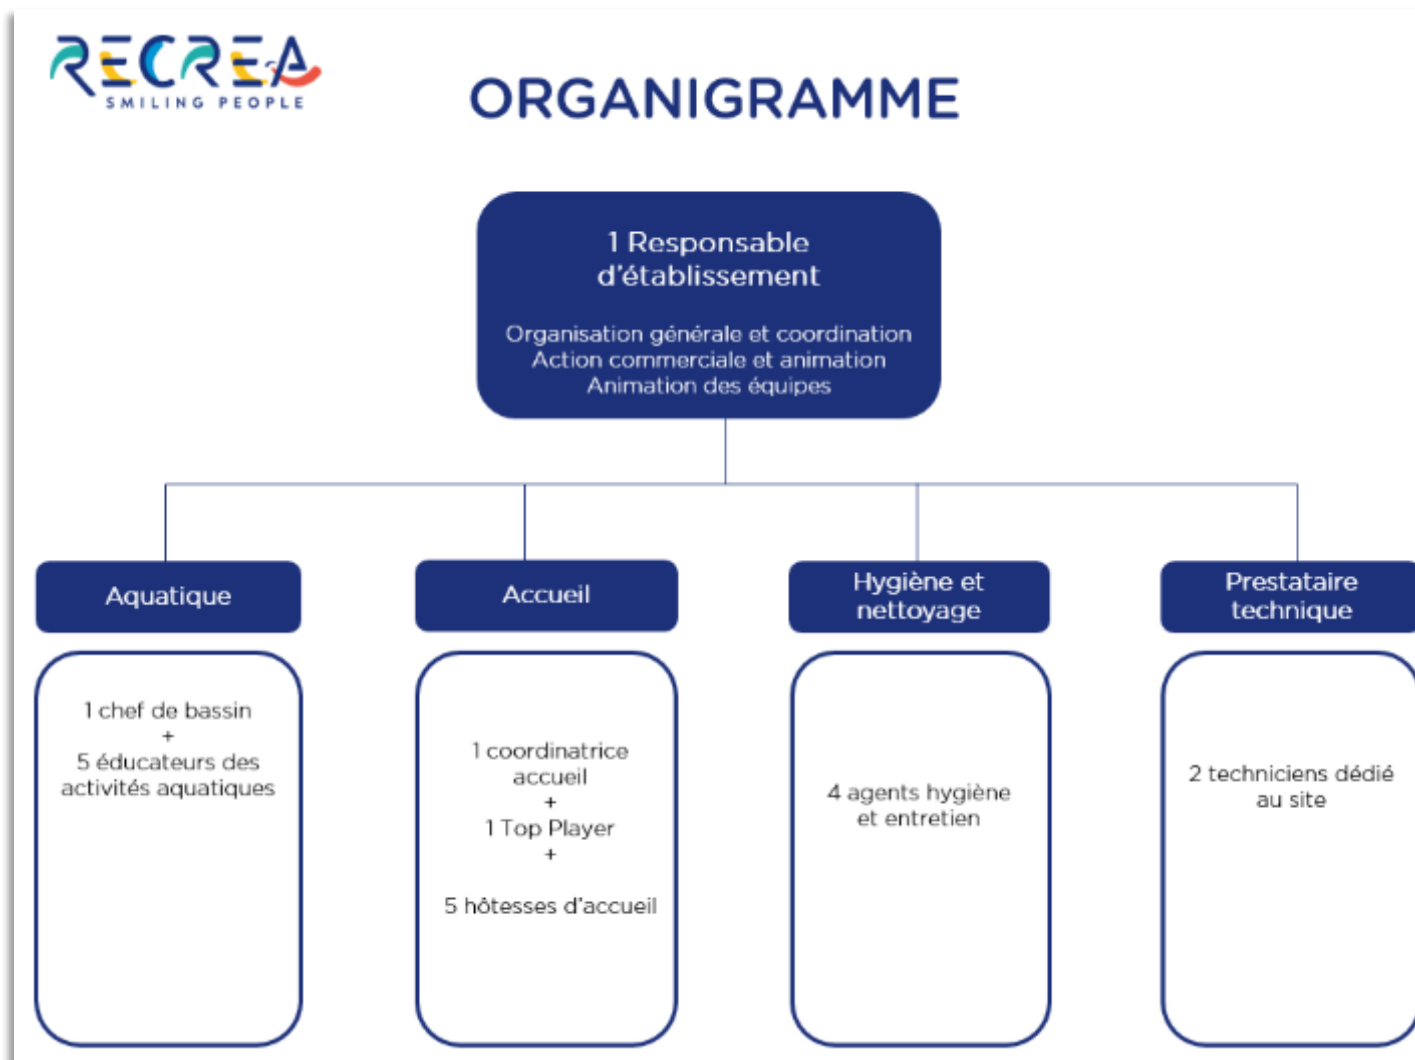 RECREA
SMILING PEOPLE
ORGANIGRAMME
1 Responsable
d'établissement
Organisation générale et coordination
Action commerciale et animation
Animation des équipes
Aquatique
1 chef de bassin
+
5 éducateurs des
activités aquatiques
Accueil
1 coordinatrice
accueil
+
1 Top Player
+
5 hôtesses d'accueil
Hygiène et
nettoyage
4 agents hygiène
et entretien
Prestataire
technique
2 techniciens dédié
au site